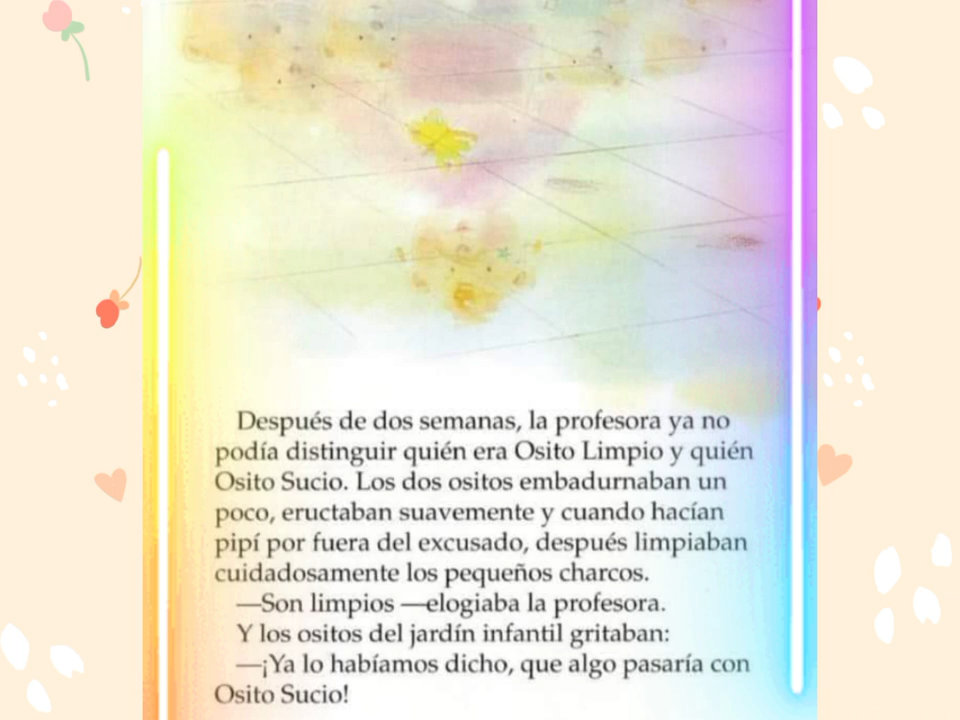 Después de dos semanas, la profesora ya no
podía distinguir quién era Osito Limpio y quién
Osito Sucio. Los dos ositos embadurnaban un
poco, eructaban suavemente y cuando hacían
pipí por fuera del excusado, después limpiaban
cuidadosamente los pequeños charcos.
—Son limpios —elogiaba la profesora.
Y los ositos del jardín infantil gritaban:
—¡Ya lo habíamos dicho, que algo pasaría con
Osito Sucio!